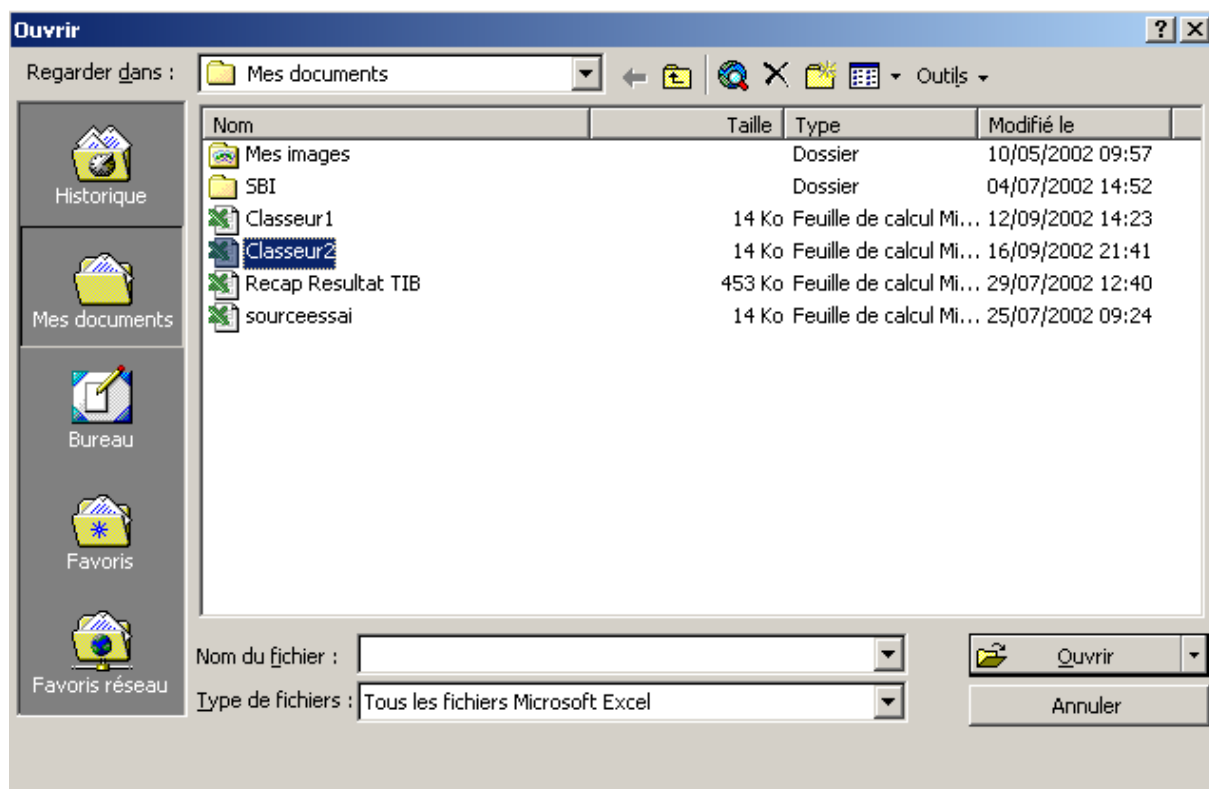 Ouvrir
Regarder dans : Mes documents Outils
Nom Taille Type Modifié le
Mes images Dossier 10/05/2002 09:57
SBI Dossier 04/07/2002 14:52
Classeur1 14 Ko Feuille de calcul Mi... 12/09/2002 14:23
Classeur2 14 Ko Feuille de calcul Mi... 16/09/2002 21:41
Recap Resultat TIB 453 Ko Feuille de calcul Mi... 29/07/2002 12:40
sourceessai 14 Ko Feuille de calcul Mi... 25/07/2002 09:24
Historique
Mes documents
Bureau
Favoris
Favoris réseau
Nom du fichier : Ouvrir
Type de fichiers : Tous les fichiers Microsoft Excel Annuler